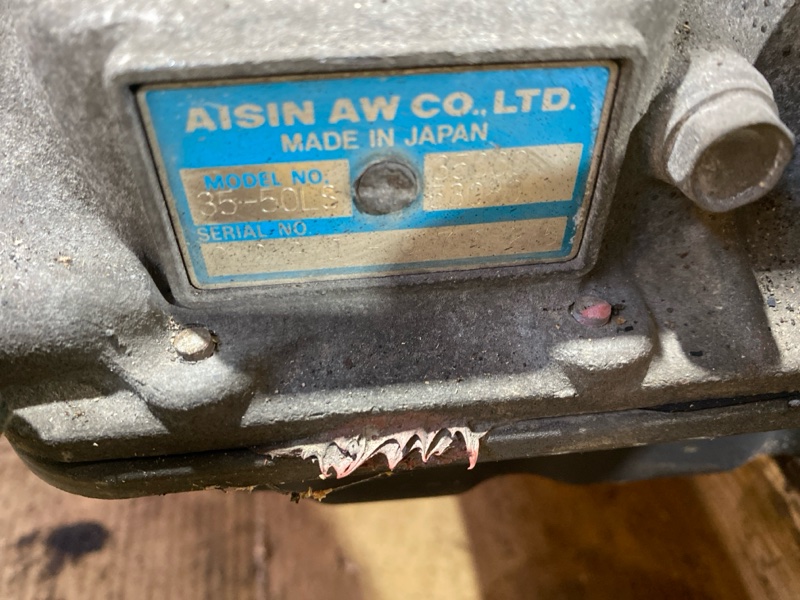 AISIN AW CO., LTD.
MADE IN JAPAN
MODEL NO.
35-50LS
SERIAL NO.